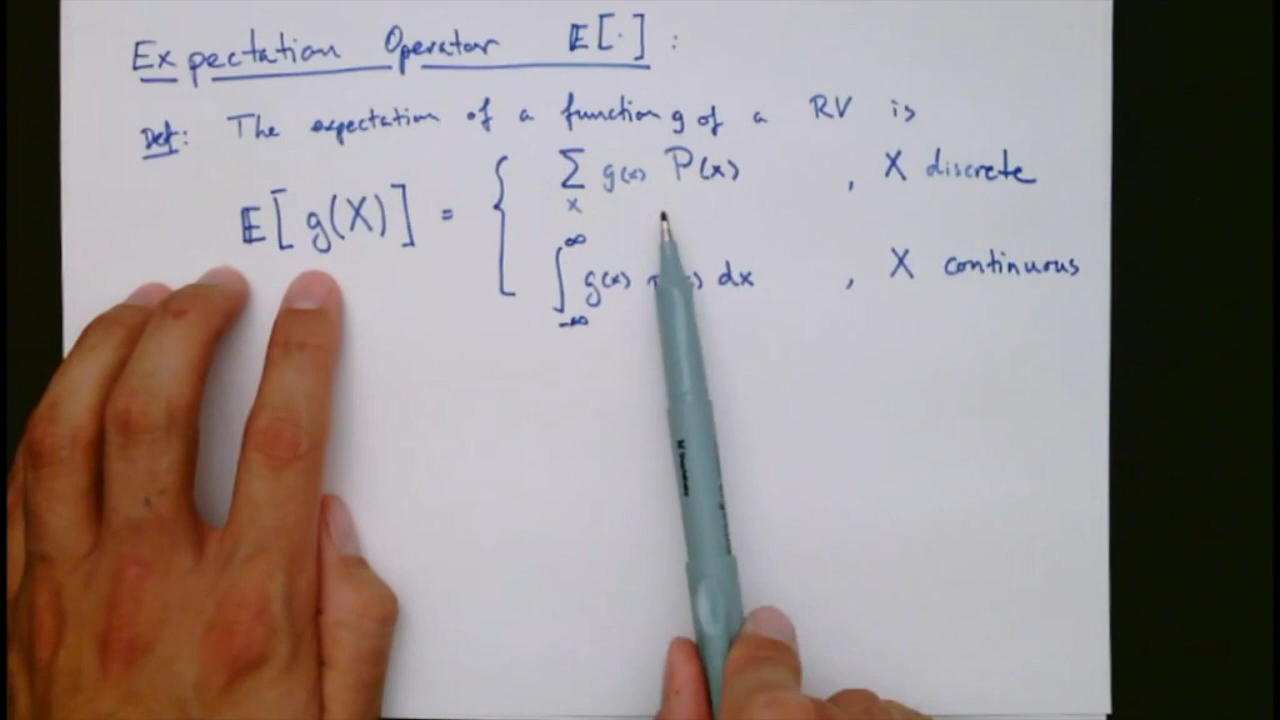 Expectation Operator 𝔼[·] :
Def: The expectation of a function g of a RV is
𝔼[g(X)] = { ∑ₓ g(x) P(x) , X discrete
∫_{-∞}^{∞} g(x) dx , X continuous